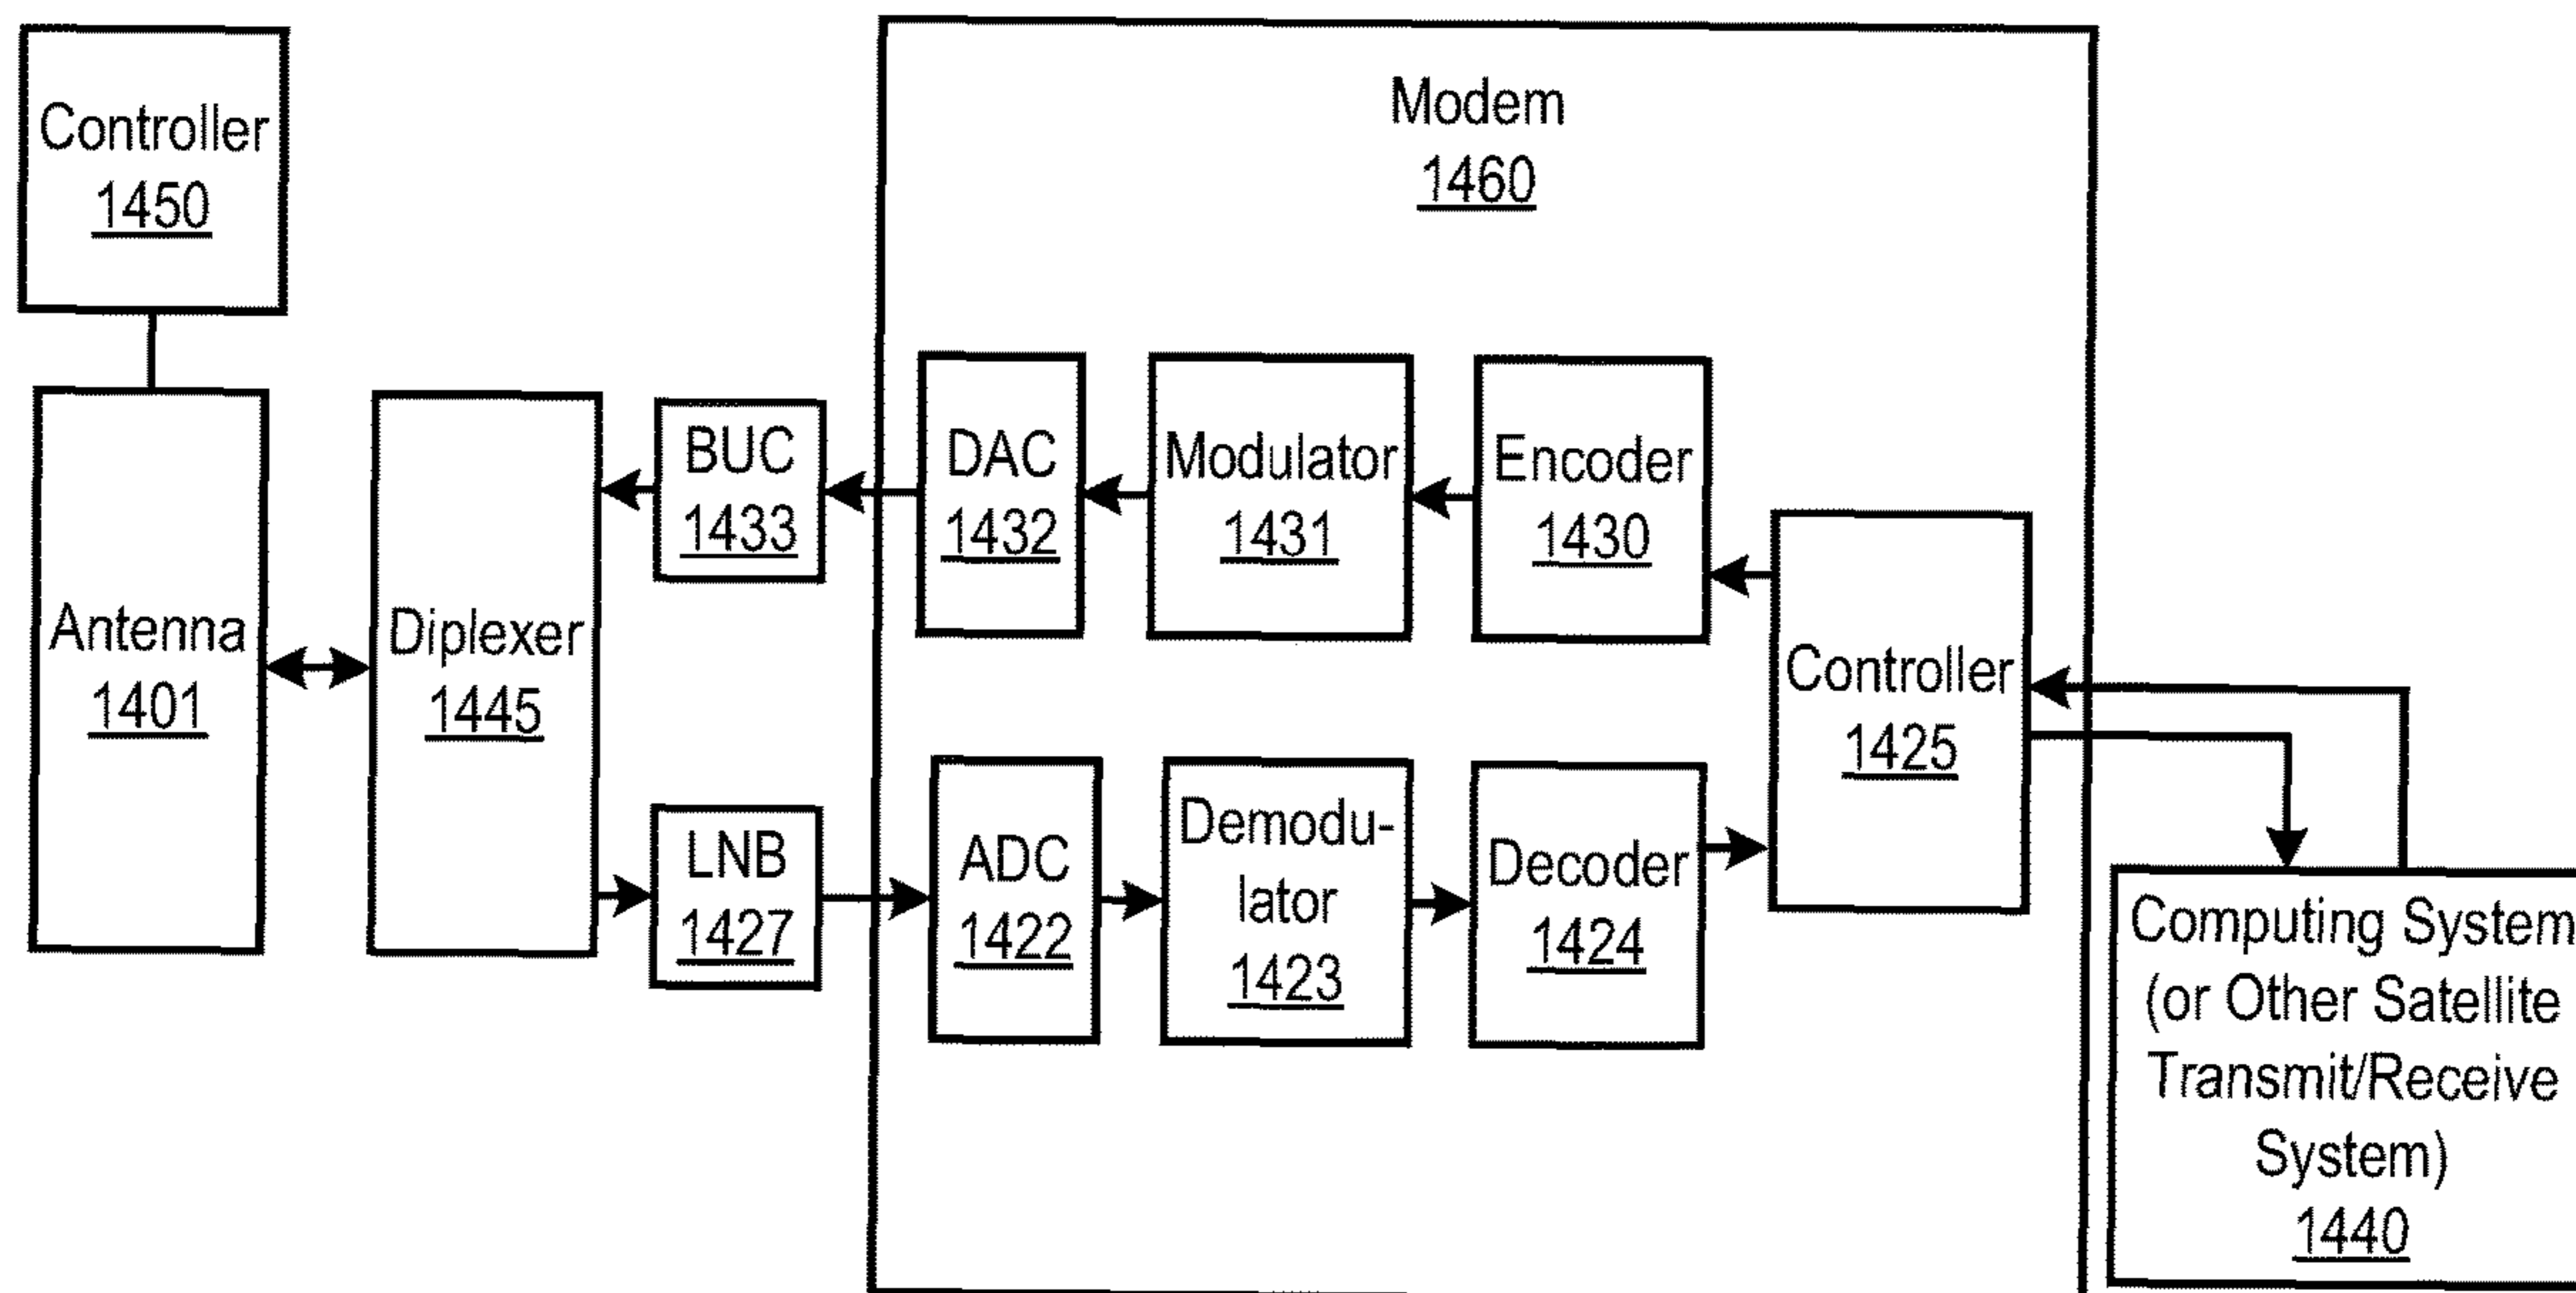 Controller
1450
Modem
1460
Antenna
1401
Diplexer
1445
BUC
1433
DAC
1432
Modulator
1431
Encoder
1430
Controller
1425
LNB
1427
ADC
1422
Demodu-
lator
1423
Decoder
1424
Computing System
(or Other Satellite
Transmit/Receive
System)
1440